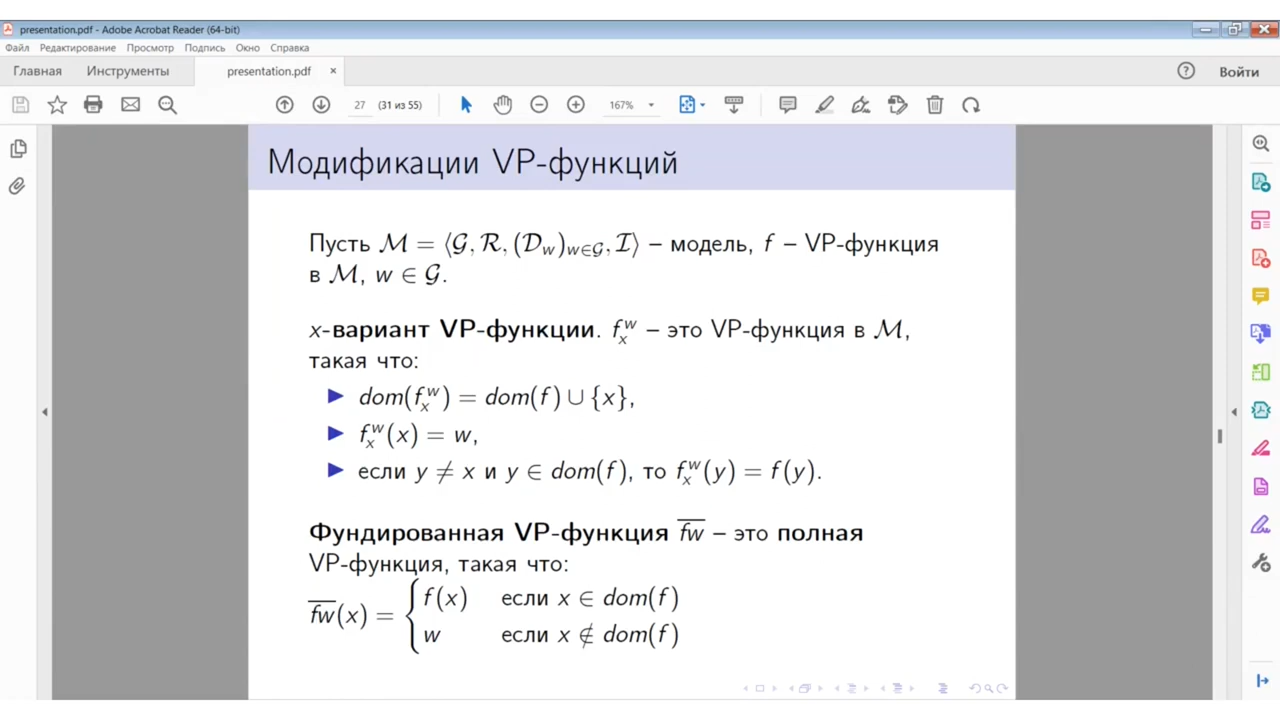 presentation.pdf - Adobe Acrobat Reader (64-bit)
Файл Редактирование Просмотр Подпись Окно Справка
Главная Инструменты presentation.pdf × Войти
27 (31 из 55) 167%
Модификации VP-функций
Пусть ℳ = ⟨𝒢, ℛ, (𝒟_w)_{w∈𝒢}, ℐ⟩ – модель, f – VP-функция
в ℳ, w ∈ 𝒢.
x-вариант VP-функции. f_x^w – это VP-функция в ℳ,
такая что:
▶ dom(f_x^w) = dom(f) ∪ {x},
▶ f_x^w(x) = w,
▶ если y ≠ x и y ∈ dom(f), то f_x^w(y) = f(y).
Фундированная VP-функция \overline{fw} – это полная
VP-функция, такая что:
\overline{fw}(x) = { f(x) если x ∈ dom(f)
w если x ∉ dom(f)